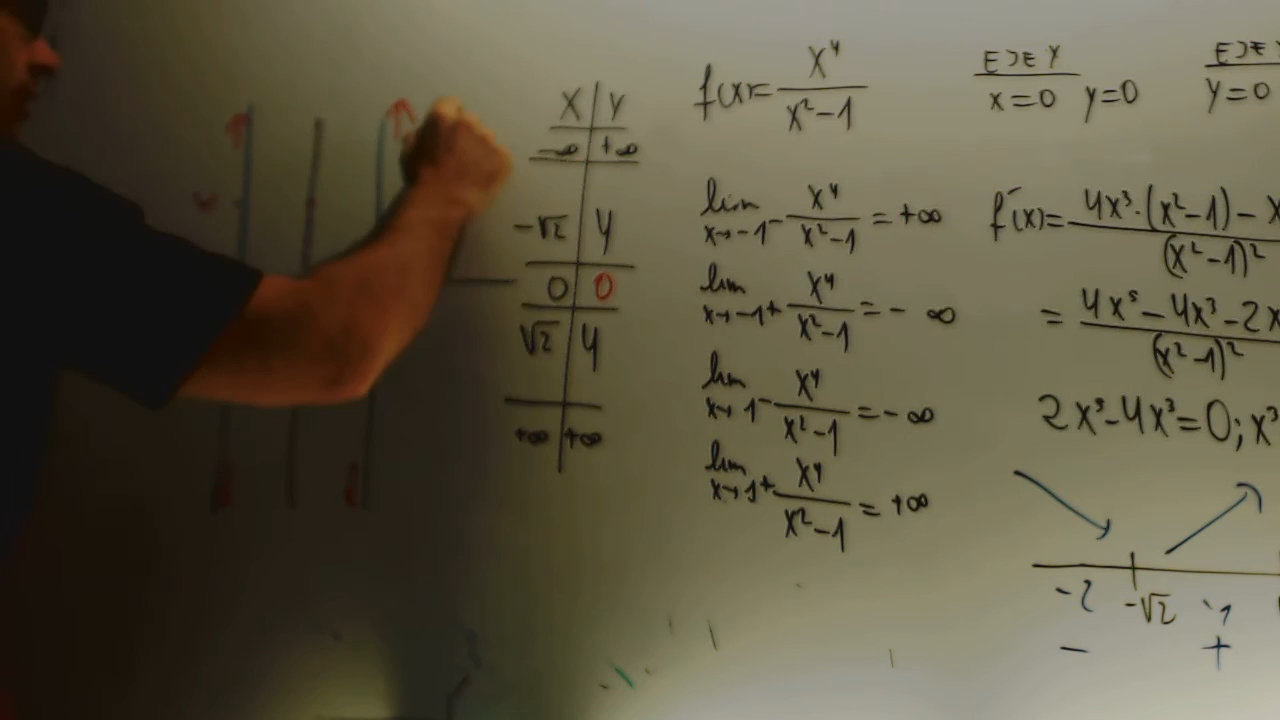 X | Y
-∞ | +∞
-√2 | 4
0 | 0
√2 | 4
+∞ | +∞
f(x)= x⁴/(x²-1)
lim x→-1⁻ x⁴/(x²-1) = +∞
lim x→-1⁺ x⁴/(x²-1) = -∞
lim x→1⁻ x⁴/(x²-1) = -∞
lim x→1⁺ x⁴/(x²-1) = +∞
EJE Y
x=0 y=0
EJE
y=0
f'(x)= 4x³·(x²-1)-x / (x²-1)²
= 4x⁵-4x³-2x / (x²-1)²
2x⁵-4x³=0; x³
-2 -√2 -1
- +